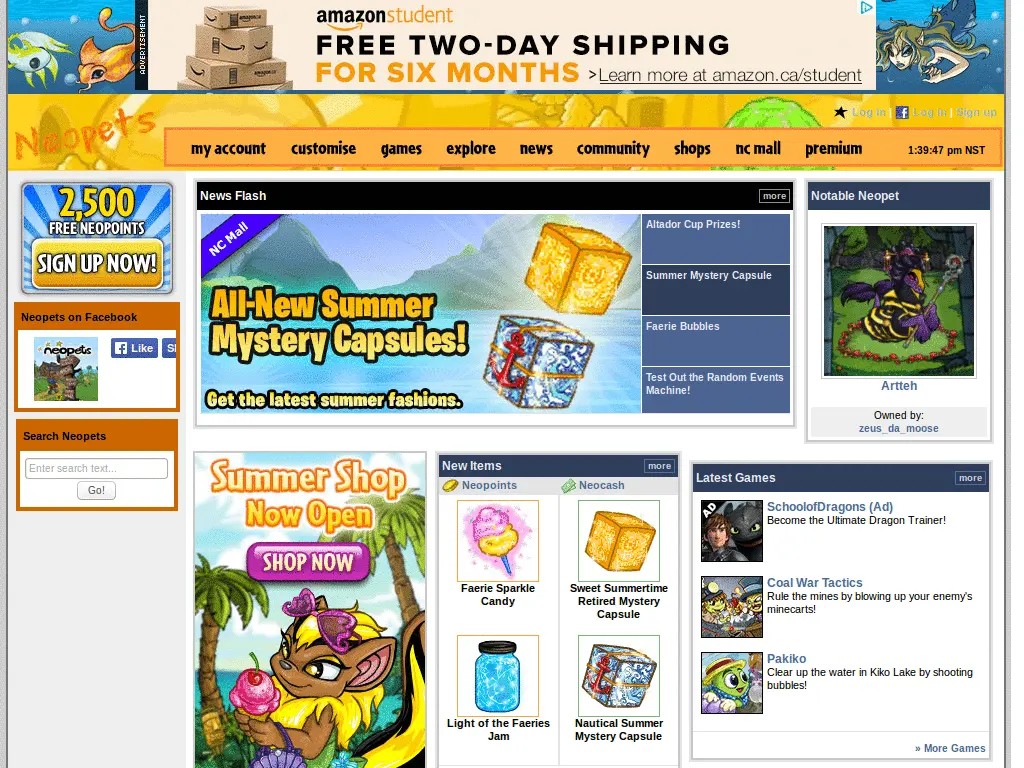 ADVERTISEMENT
amazonstudent
FREE TWO-DAY SHIPPING
FOR SIX MONTHS >Learn more at amazon.ca/student
Neopets
Log in | Log in | Sign up
my account customise games explore news community shops nc mall premium 1:39:47 pm NST
2,500
FREE NEOPOINTS
SIGN UP NOW!
Neopets on Facebook
neopets
Like
Search Neopets
Enter search text...
Go!
News Flash more
NC Mall
All-New Summer
Mystery Capsules!
Get the latest summer fashions.
Altador Cup Prizes!
Summer Mystery Capsule
Faerie Bubbles
Test Out the Random Events
Machine!
Notable Neopet
Artteh
Owned by:
zeus_da_moose
Summer Shop
Now Open
SHOP NOW
New Items more
Neopoints Neocash
Faerie Sparkle
Candy
Sweet Summertime
Retired Mystery
Capsule
Light of the Faeries
Jam
Nautical Summer
Mystery Capsule
Latest Games more
AD
SchoolofDragons (Ad)
Become the Ultimate Dragon Trainer!
Coal War Tactics
Rule the mines by blowing up your enemy's
minecarts!
Pakiko
Clear up the water in Kiko Lake by shooting
bubbles!
» More Games